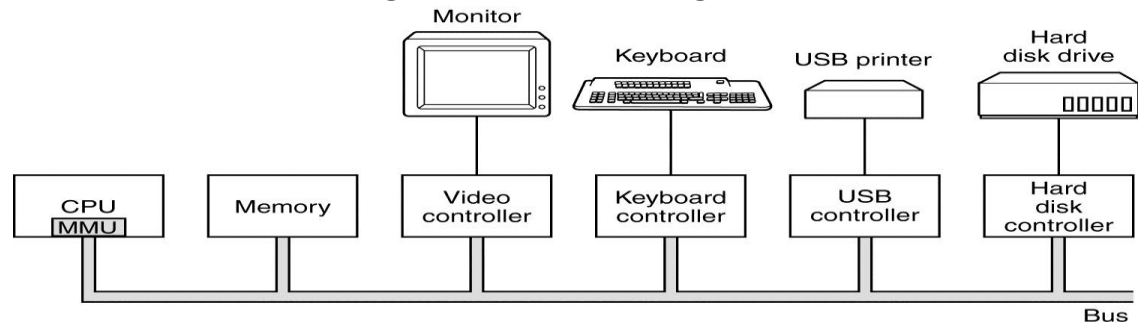 Monitor
Keyboard
USB printer
Hard
disk drive
CPU
MMU
Memory
Video
controller
Keyboard
controller
USB
controller
Hard
disk
controller
Bus